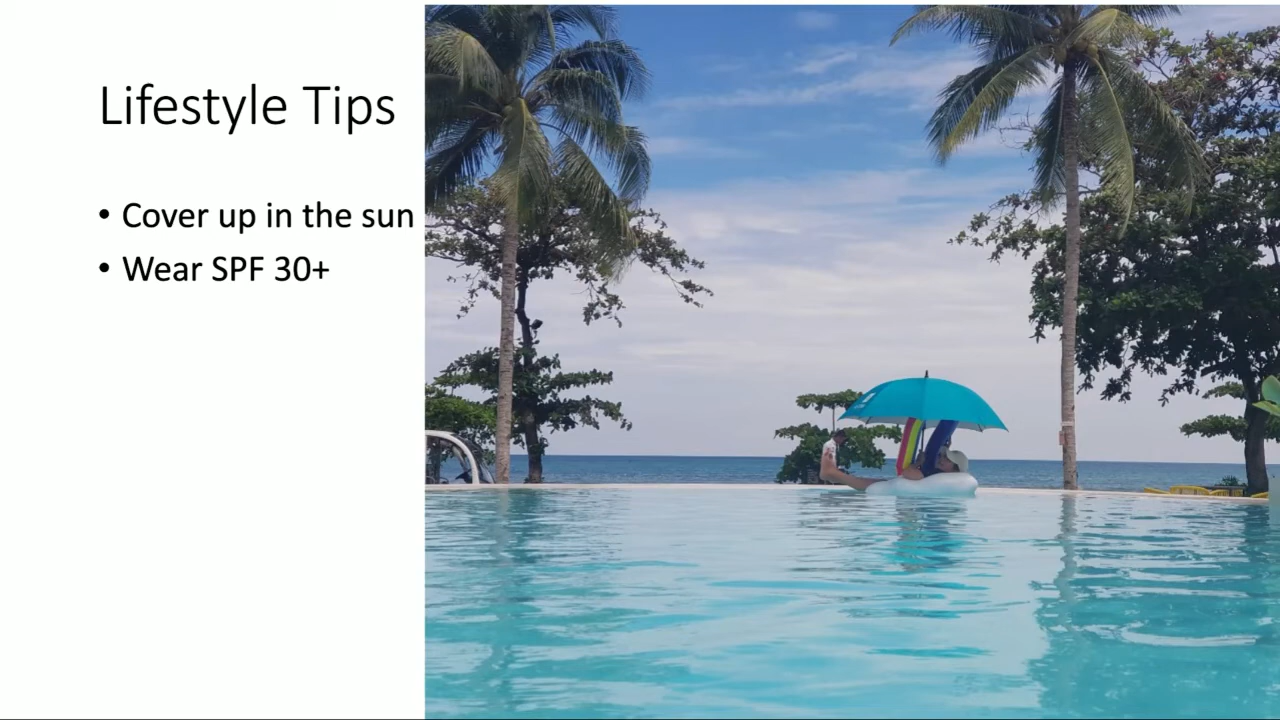 Lifestyle Tips
• Cover up in the sun
• Wear SPF 30+